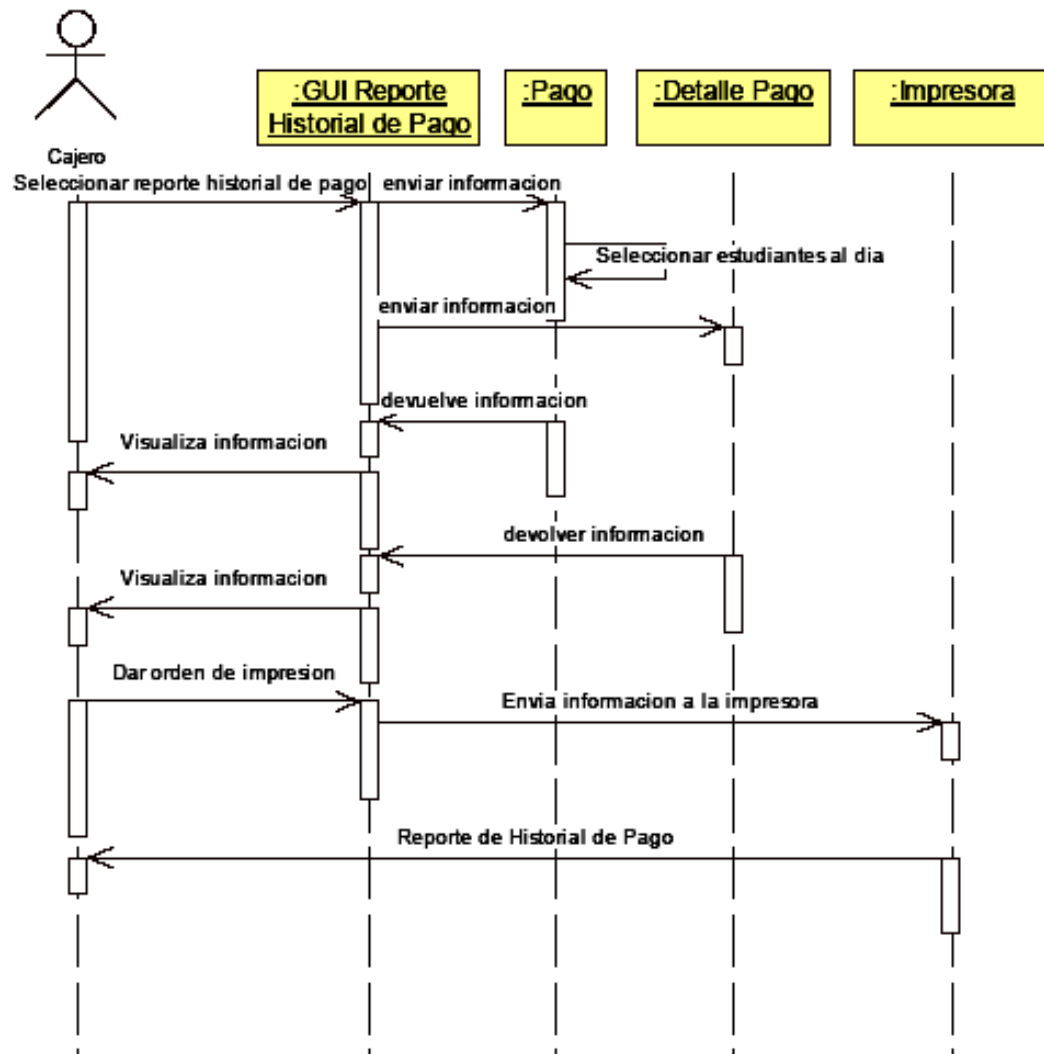 :GUI Reporte
Historial de Pago
:Pago
:Detalle Pago
:Impresora
Cajero
Seleccionar reporte historial de pago
enviar informacion
Seleccionar estudiantes al dia
enviar informacion
devuelve informacion
Visualiza informacion
devolver informacion
Visualiza informacion
Dar orden de impresion
Envia informacion a la impresora
Reporte de Historial de Pago